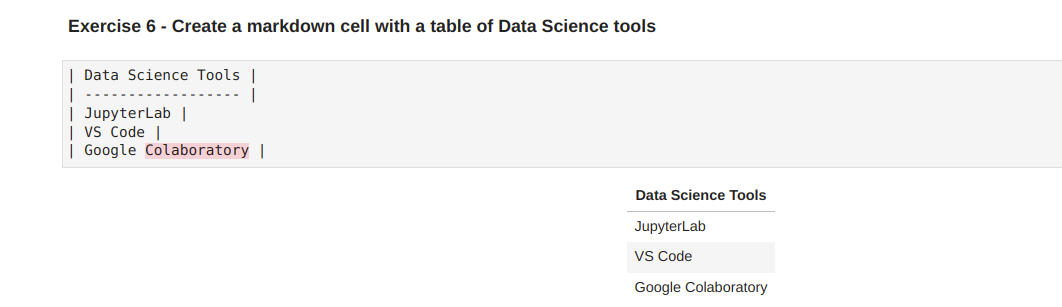 Exercise 6 - Create a markdown cell with a table of Data Science tools
| Data Science Tools |
| ------------------ |
| JupyterLab |
| VS Code |
| Google Colaboratory |
Data Science Tools
JupyterLab
VS Code
Google Colaboratory